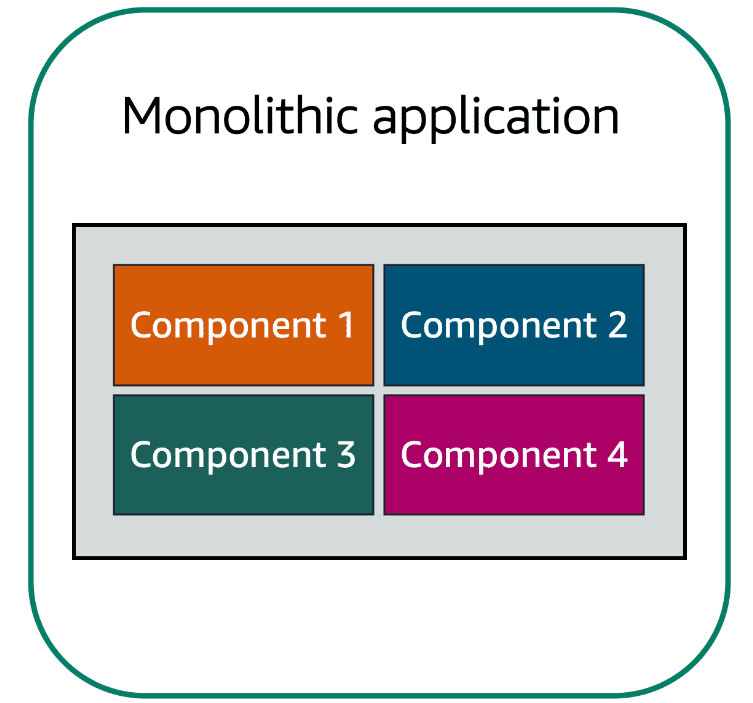 Monolithic application
Component 1
Component 2
Component 3
Component 4